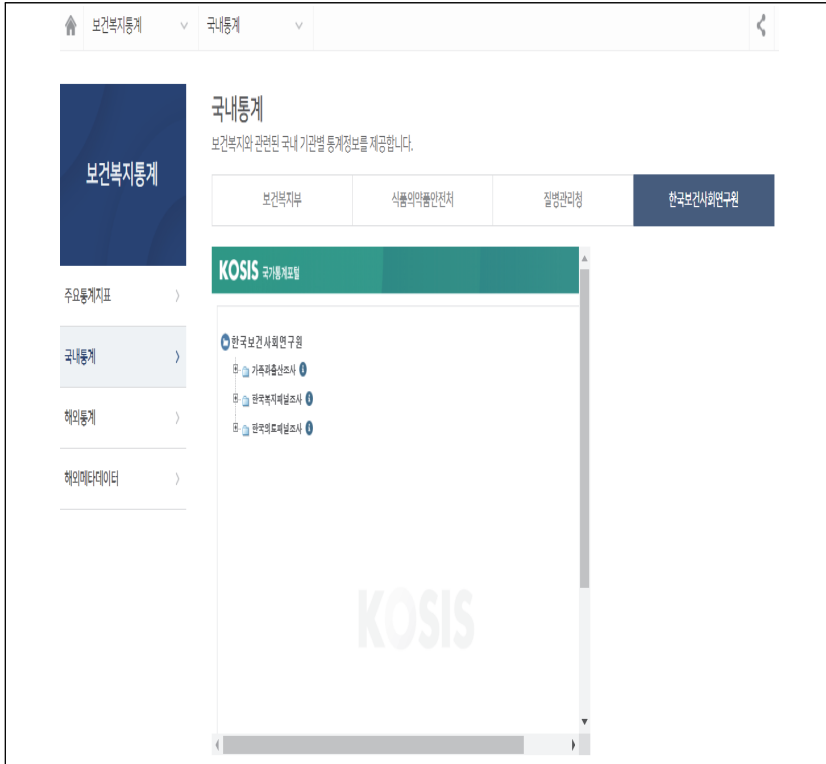 보건복지통계 국내통계
국내통계
보건복지와 관련된 국내 기관별 통계정보를 제공합니다.
보건복지통계
보건복지부 식품의약품안전처 질병관리청 한국보건사회연구원
KOSIS 국가통계포털
주요통계지표
국내통계
해외통계
해외메타데이터
한국보건사회연구원
가족과출산조사
한국복지패널조사
한국의료패널조사
KOSIS